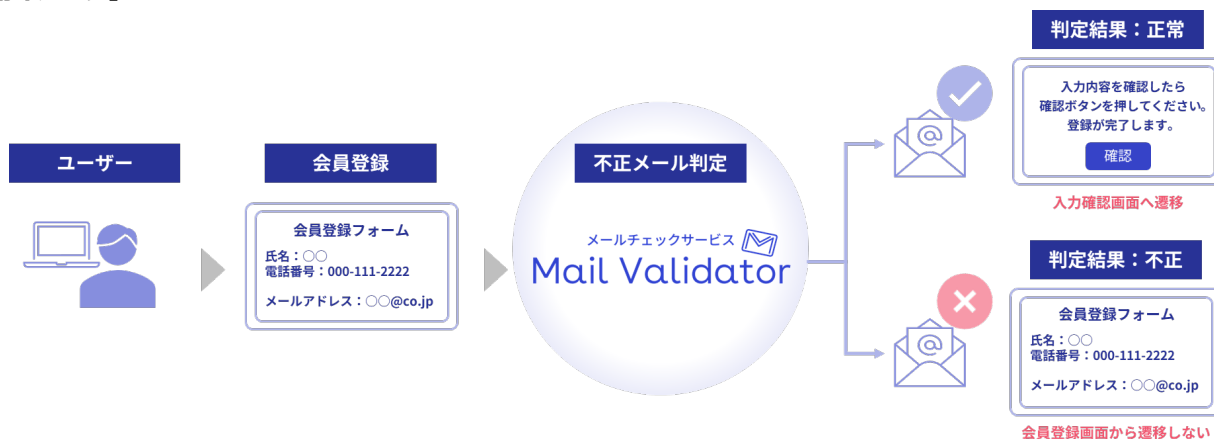 ユーザー
会員登録
会員登録フォーム
氏名：○○
電話番号：000-111-2222
メールアドレス：○○@co.jp
不正メール判定
メールチェックサービス
Mail Validator
@
判定結果：正常
入力内容を確認したら
確認ボタンを押してください。
登録が完了します。
確認
入力確認画面へ遷移
@
判定結果：不正
会員登録フォーム
氏名：○○
電話番号：000-111-2222
メールアドレス：○○@co.jp
会員登録画面から遷移しない